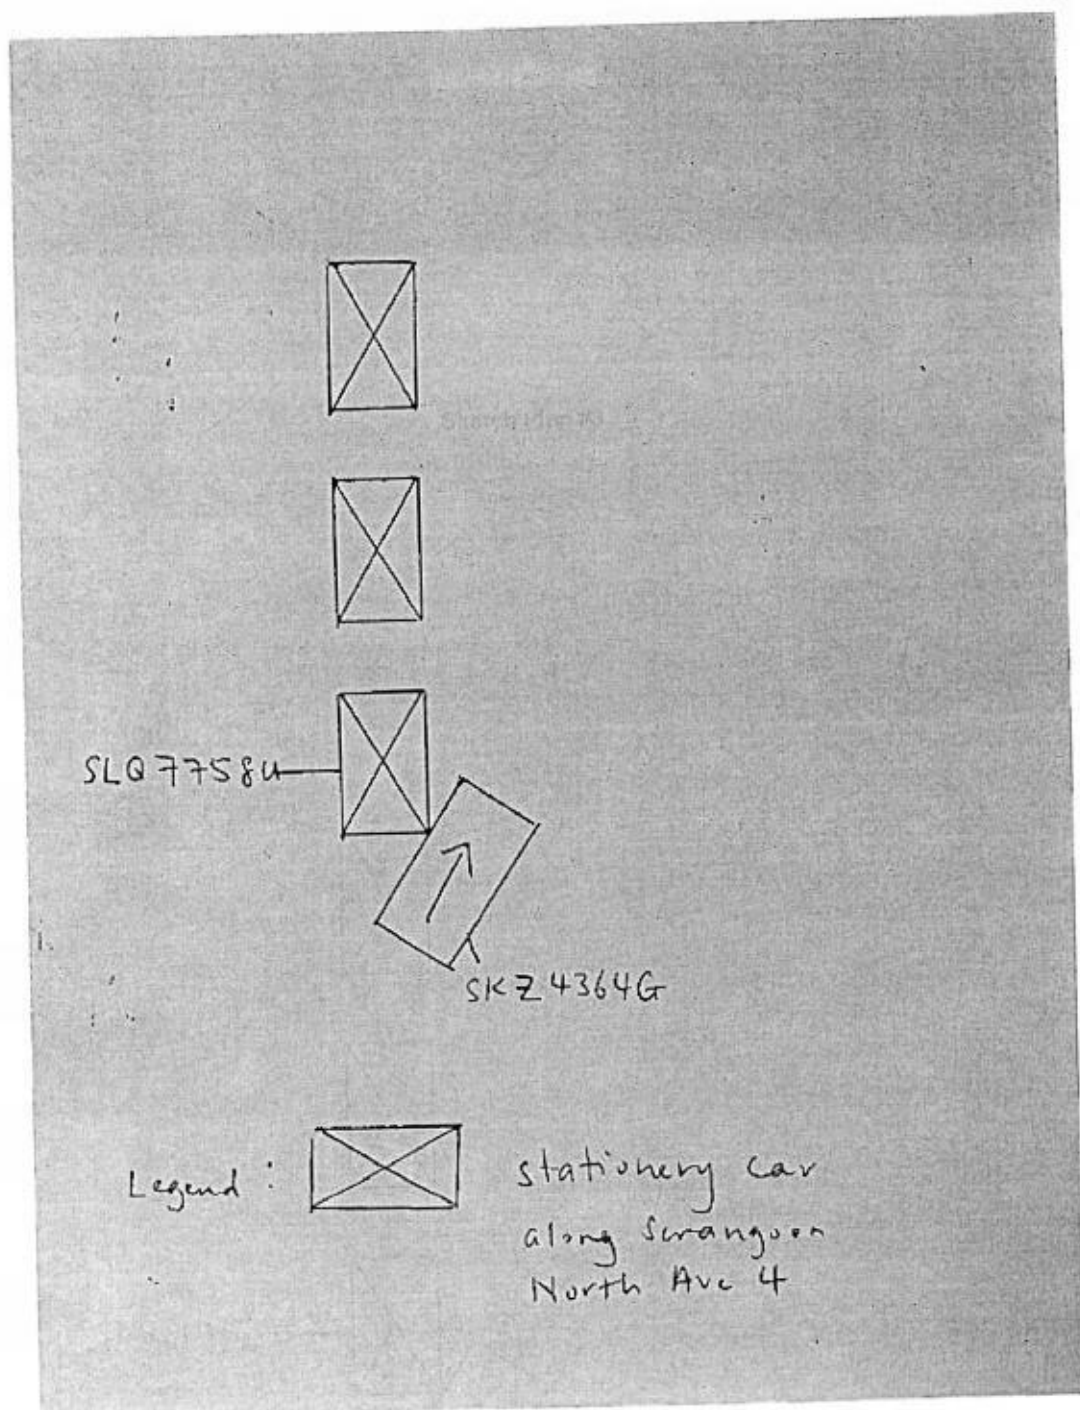 SLQ7758U
SKZ4364G
Legend : stationery car
along Serangoon
North Ave 4